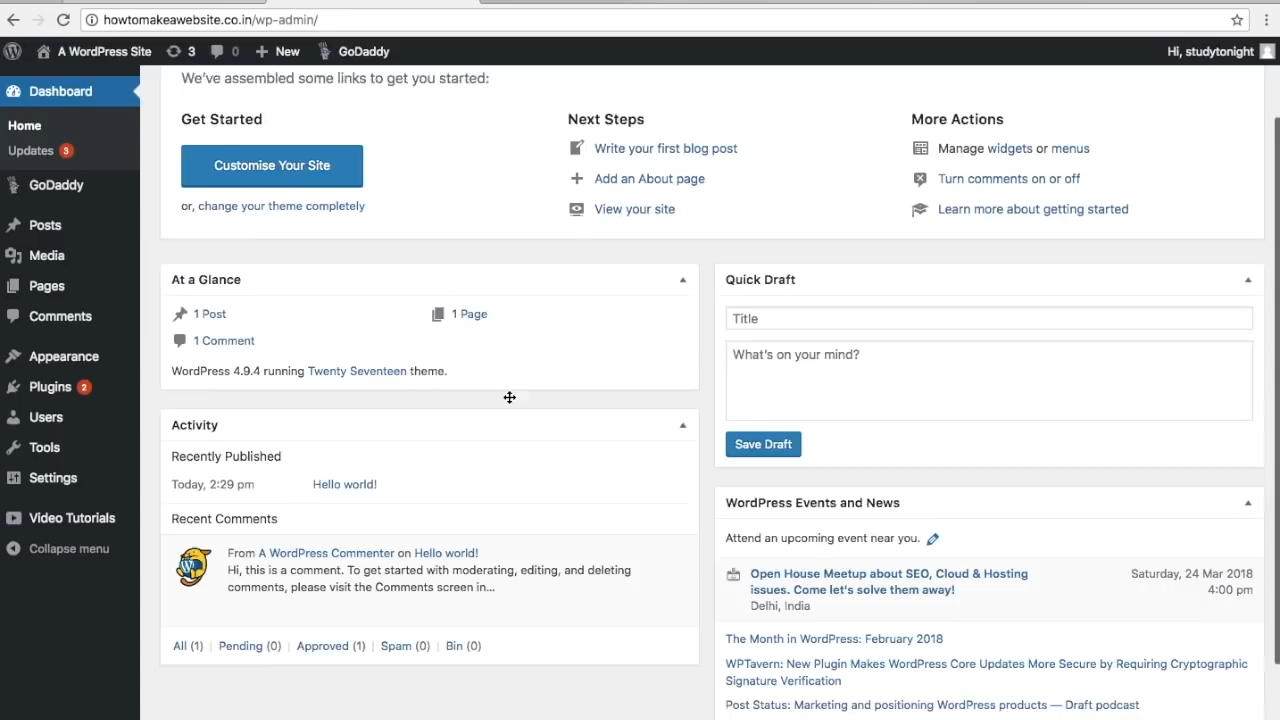 howtomakeawebsite.co.in/wp-admin/
A WordPress Site 3 0 New GoDaddy Hi, studytonight
Dashboard
Home
Updates 3
GoDaddy
Posts
Media
Pages
Comments
Appearance
Plugins 2
Users
Tools
Settings
Video Tutorials
Collapse menu
We've assembled some links to get you started:
Get Started
Customise Your Site
or, change your theme completely
Next Steps
Write your first blog post
Add an About page
View your site
More Actions
Manage widgets or menus
Turn comments on or off
Learn more about getting started
At a Glance
1 Post 1 Page
1 Comment
WordPress 4.9.4 running Twenty Seventeen theme.
Activity
Recently Published
Today, 2:29 pm Hello world!
Recent Comments
From A WordPress Commenter on Hello world!
Hi, this is a comment. To get started with moderating, editing, and deleting
comments, please visit the Comments screen in...
All (1) | Pending (0) | Approved (1) | Spam (0) | Bin (0)
Quick Draft
Title
What's on your mind?
Save Draft
WordPress Events and News
Attend an upcoming event near you.
Open House Meetup about SEO, Cloud & Hosting
issues. Come let's solve them away!
Delhi, India
Saturday, 24 Mar 2018
4:00 pm
The Month in WordPress: February 2018
WPTavern: New Plugin Makes WordPress Core Updates More Secure by Requiring Cryptographic
Signature Verification
Post Status: Marketing and positioning WordPress products — Draft podcast